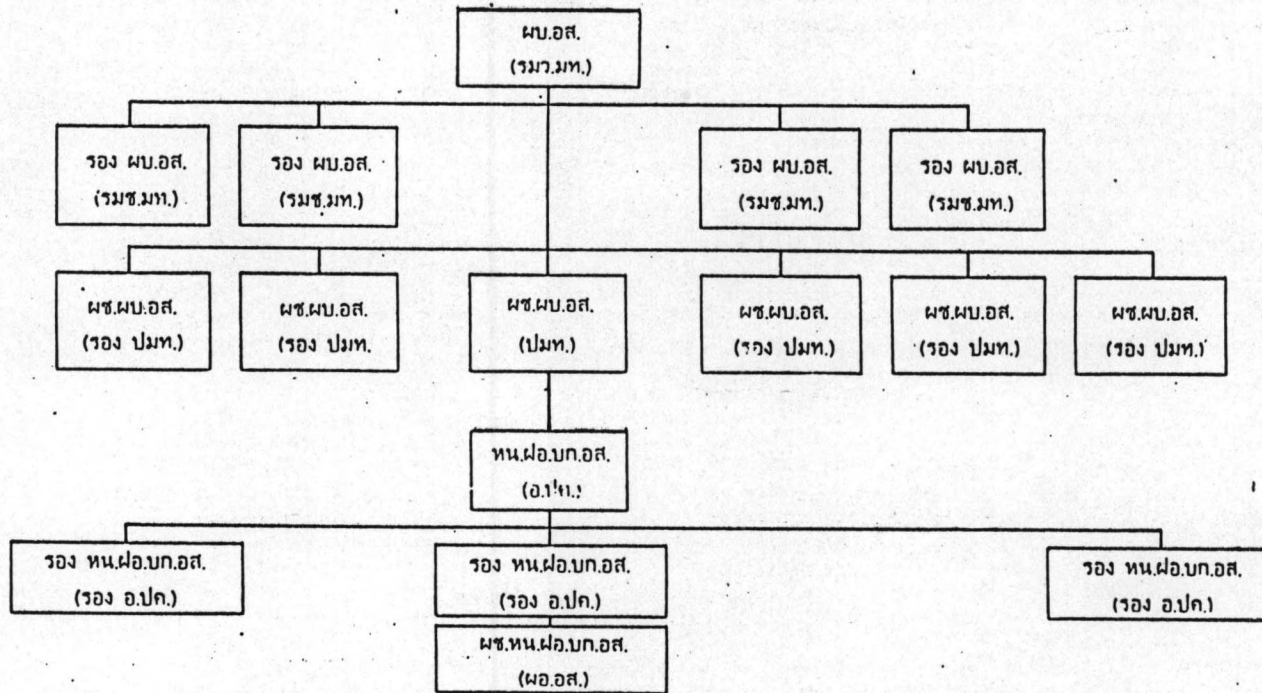 ผบ.อส.
(รมว.มท.)
รอง ผบ.อส.
(รมช.มท.)
รอง ผบ.อส.
(รมช.มท.)
รอง ผบ.อส.
(รมช.มท.)
รอง ผบ.อส.
(รมช.มท.)
ผช.ผบ.อส.
(รอง ปมท.)
ผช.ผบ.อส.
(รอง ปมท.
ผช.ผบ.อส.
(ปมท.)
ผช.ผบ.อส.
(รอง ปมท.)
ผช.ผบ.อส.
(รอง ปมท.)
ผช.ผบ.อส.
(รอง ปมท.)
หน.ฝอ.บก.อส.
รอง หน.ฝอ.บก.อส.
(รอง อ.ปค.)
รอง หน.ฝอ.บก.อส.
(รอง อ.ปค.)
รอง หน.ฝอ.บก.อส.
(รอง อ.ปค.)
ผช.หน.ฝอ.บก.อส.
(ผอ.อส.)